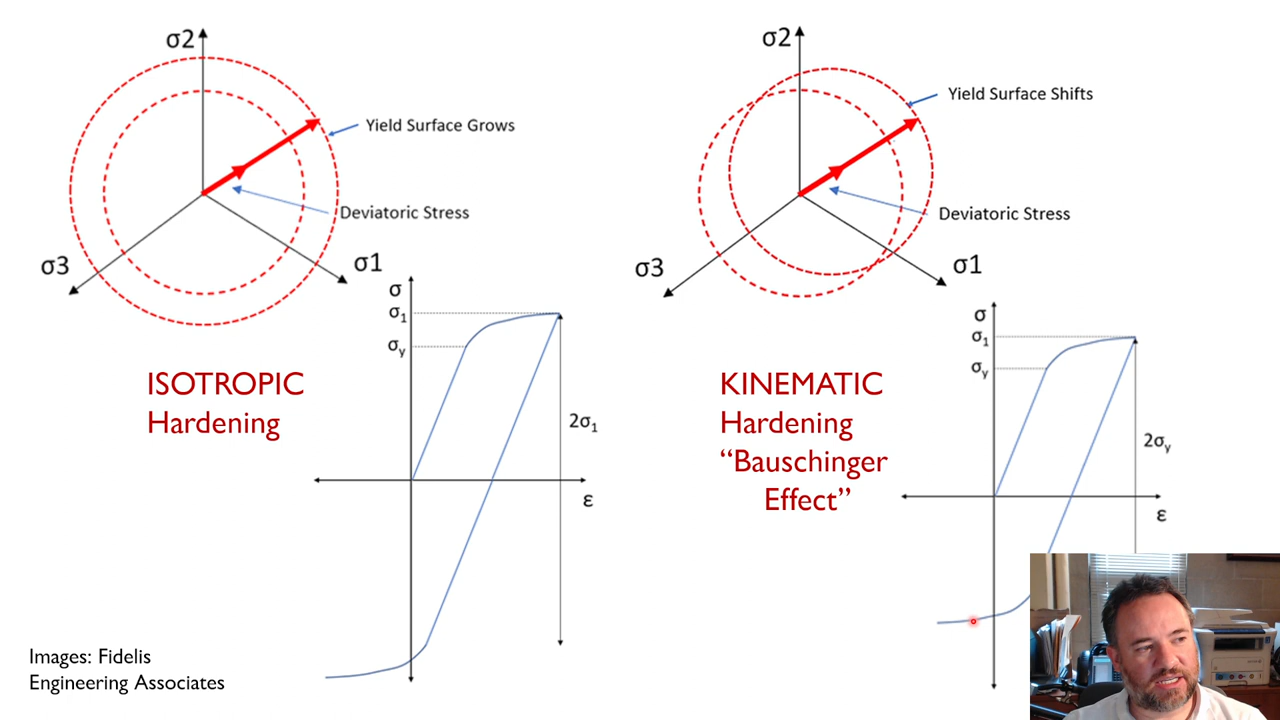 σ2
Yield Surface Grows
Deviatoric Stress
σ3
σ1
σ
σ1
σy
2σ1
ε
ISOTROPIC
Hardening
σ2
Yield Surface Shifts
Deviatoric Stress
σ3
σ1
σ
σ1
σy
2σy
ε
KINEMATIC
Hardening
“Bauschinger
Effect”
Images: Fidelis
Engineering Associates